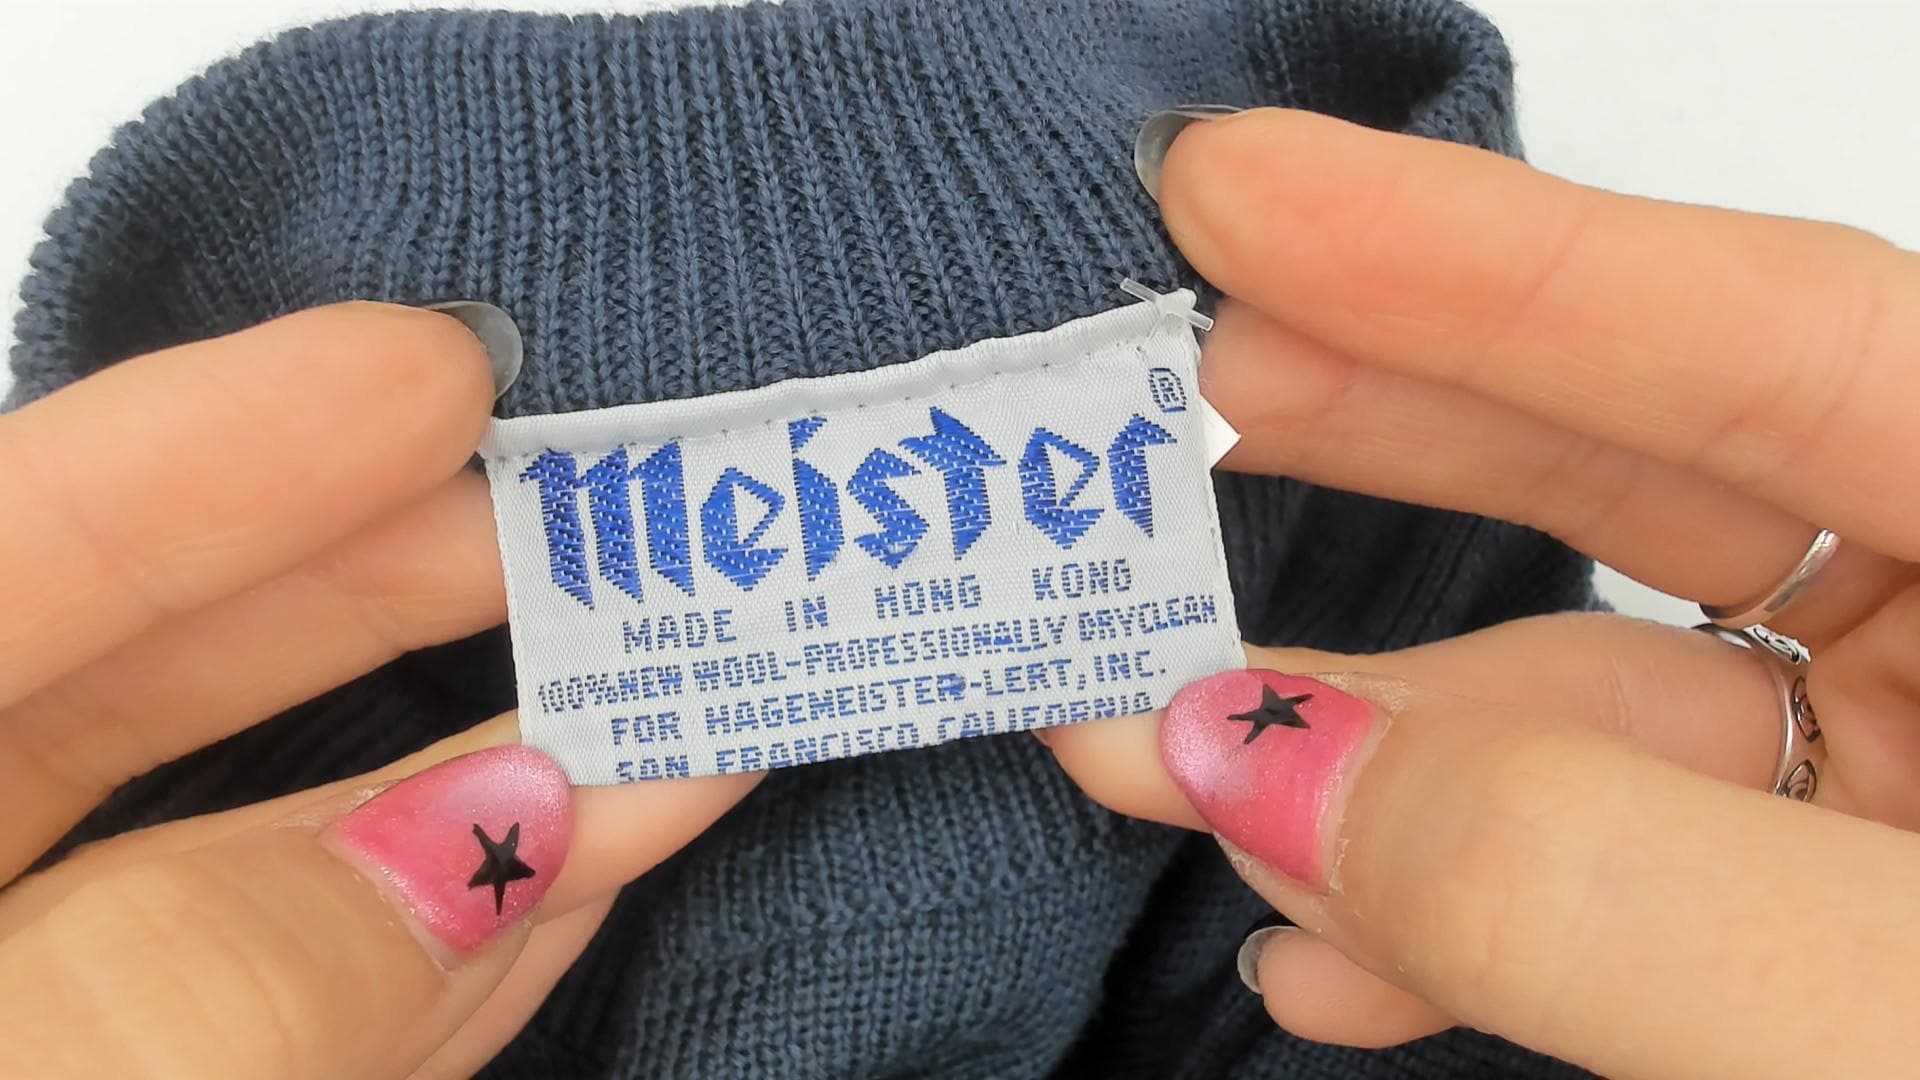 Meister®
MADE IN HONG KONG
100% NEW WOOL-PROFESSIONALLY DRYCLEAN
FOR HAGEMEISTER-LERT, INC.
SAN FRANCISCO, CALIFORNIA